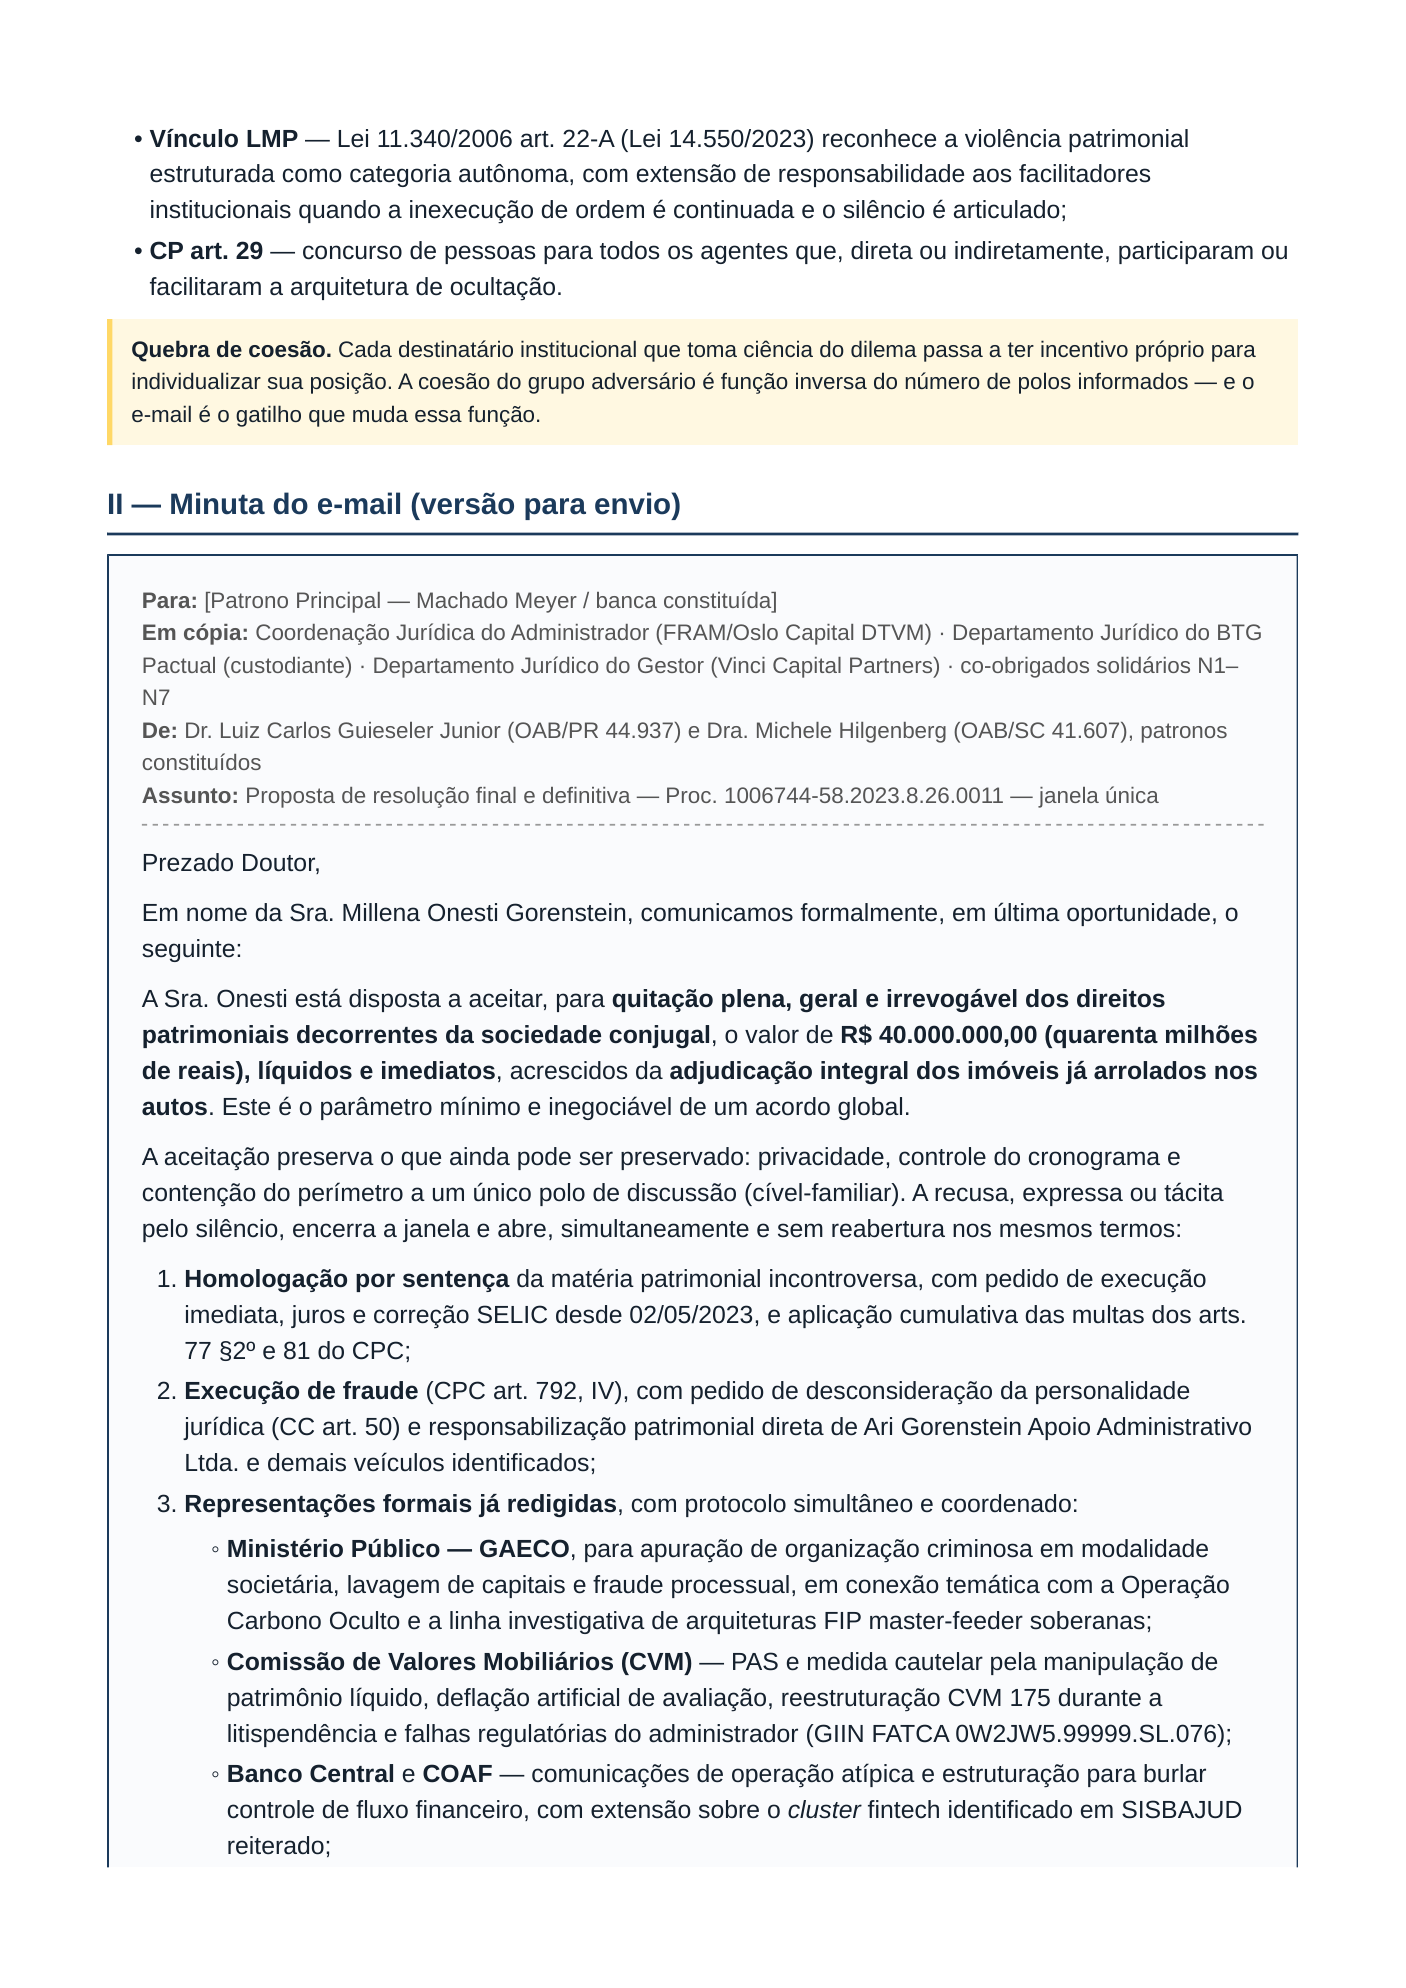 • Vínculo LMP — Lei 11.340/2006 art. 22-A (Lei 14.550/2023) reconhece a violência patrimonial
estruturada como categoria autônoma, com extensão de responsabilidade aos facilitadores
institucionais quando a inexecução de ordem é continuada e o silêncio é articulado;
• CP art. 29 — concurso de pessoas para todos os agentes que, direta ou indiretamente, participaram ou
facilitaram a arquitetura de ocultação.
Quebra de coesão. Cada destinatário institucional que toma ciência do dilema passa a ter incentivo próprio para
individualizar sua posição. A coesão do grupo adversário é função inversa do número de polos informados — e o
e-mail é o gatilho que muda essa função.
II — Minuta do e-mail (versão para envio)
Para: [Patrono Principal — Machado Meyer / banca constituída]
Em cópia: Coordenação Jurídica do Administrador (FRAM/Oslo Capital DTVM) · Departamento Jurídico do BTG
Pactual (custodiante) · Departamento Jurídico do Gestor (Vinci Capital Partners) · co-obrigados solidários N1–
N7
De: Dr. Luiz Carlos Guieseler Junior (OAB/PR 44.937) e Dra. Michele Hilgenberg (OAB/SC 41.607), patronos
constituídos
Assunto: Proposta de resolução final e definitiva — Proc. 1006744-58.2023.8.26.0011 — janela única
Prezado Doutor,
Em nome da Sra. Millena Onesti Gorenstein, comunicamos formalmente, em última oportunidade, o
seguinte:
A Sra. Onesti está disposta a aceitar, para quitação plena, geral e irrevogável dos direitos
patrimoniais decorrentes da sociedade conjugal, o valor de R$ 40.000.000,00 (quarenta milhões
de reais), líquidos e imediatos, acrescidos da adjudicação integral dos imóveis já arrolados nos
autos. Este é o parâmetro mínimo e inegociável de um acordo global.
A aceitação preserva o que ainda pode ser preservado: privacidade, controle do cronograma e
contenção do perímetro a um único polo de discussão (cível-familiar). A recusa, expressa ou tácita
pelo silêncio, encerra a janela e abre, simultaneamente e sem reabertura nos mesmos termos:
1. Homologação por sentença da matéria patrimonial incontroversa, com pedido de execução
imediata, juros e correção SELIC desde 02/05/2023, e aplicação cumulativa das multas dos arts.
77 §2º e 81 do CPC;
2. Execução de fraude (CPC art. 792, IV), com pedido de desconsideração da personalidade
jurídica (CC art. 50) e responsabilização patrimonial direta de Ari Gorenstein Apoio Administrativo
Ltda. e demais veículos identificados;
3. Representações formais já redigidas, com protocolo simultâneo e coordenado:
◦ Ministério Público — GAECO, para apuração de organização criminosa em modalidade
societária, lavagem de capitais e fraude processual, em conexão temática com a Operação
Carbono Oculto e a linha investigativa de arquiteturas FIP master-feeder soberanas;
◦ Comissão de Valores Mobiliários (CVM) — PAS e medida cautelar pela manipulação de
patrimônio líquido, deflação artificial de avaliação, reestruturação CVM 175 durante a
litispendência e falhas regulatórias do administrador (GIIN FATCA 0W2JW5.99999.SL.076);
◦ Banco Central e COAF — comunicações de operação atípica e estruturação para burlar
controle de fluxo financeiro, com extensão sobre o cluster fintech identificado em SISBAJUD
reiterado;